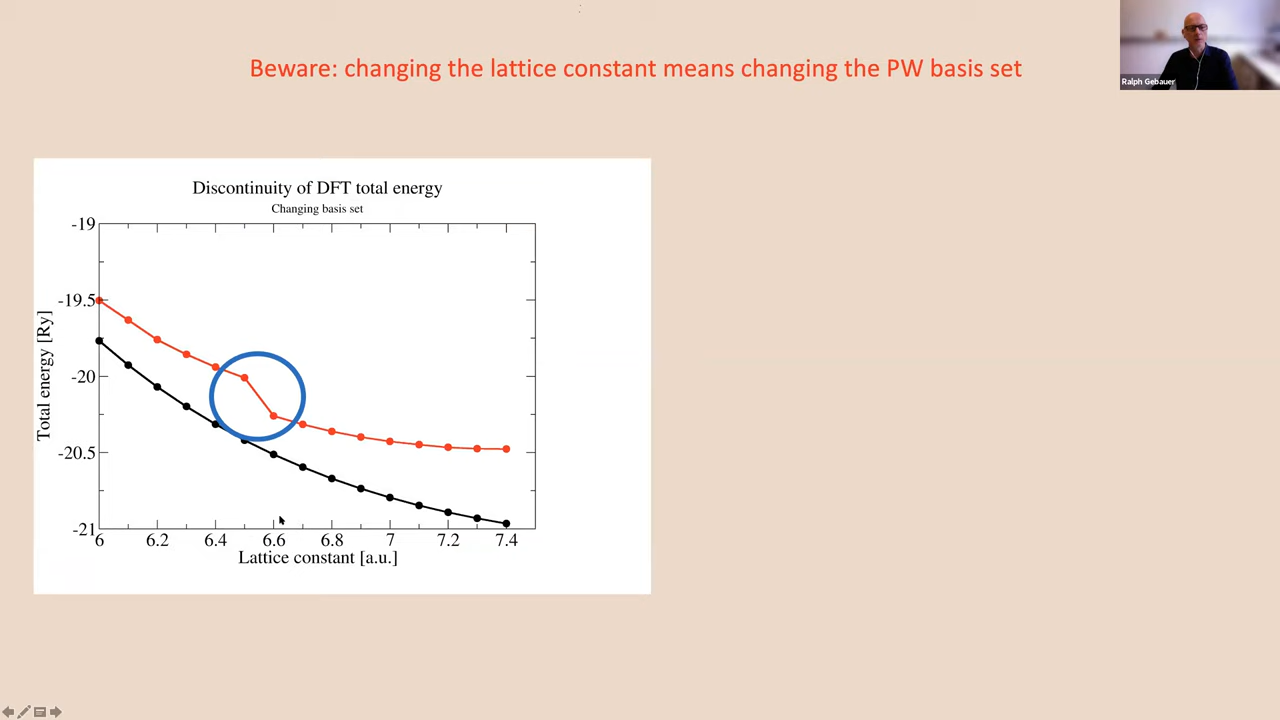 Beware: changing the lattice constant means changing the PW basis set
Ralph Gebauer
Discontinuity of DFT total energy
Changing basis set
-19
-19.5
-20
-20.5
-21
Total energy [Ry]
6 6.2 6.4 6.6 6.8 7 7.2 7.4
Lattice constant [a.u.]